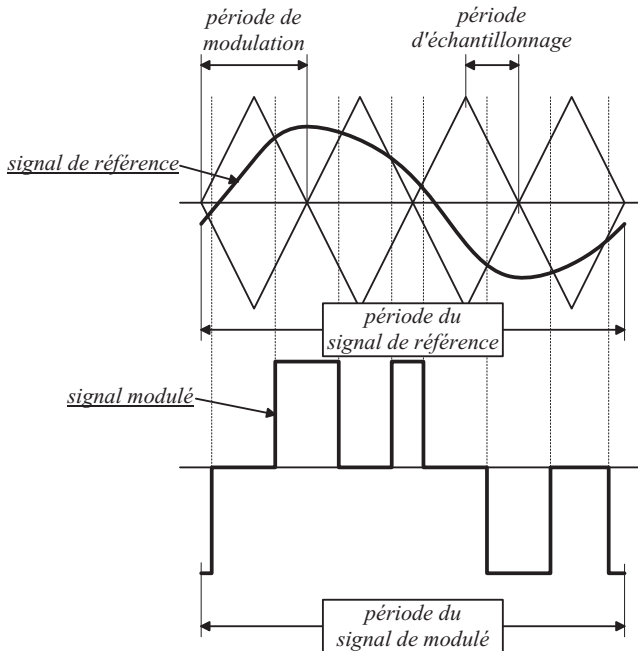 période de
modulation
période
d'échantillonnage
signal de référence
période du
signal de référence
signal modulé
période du
signal de modulé